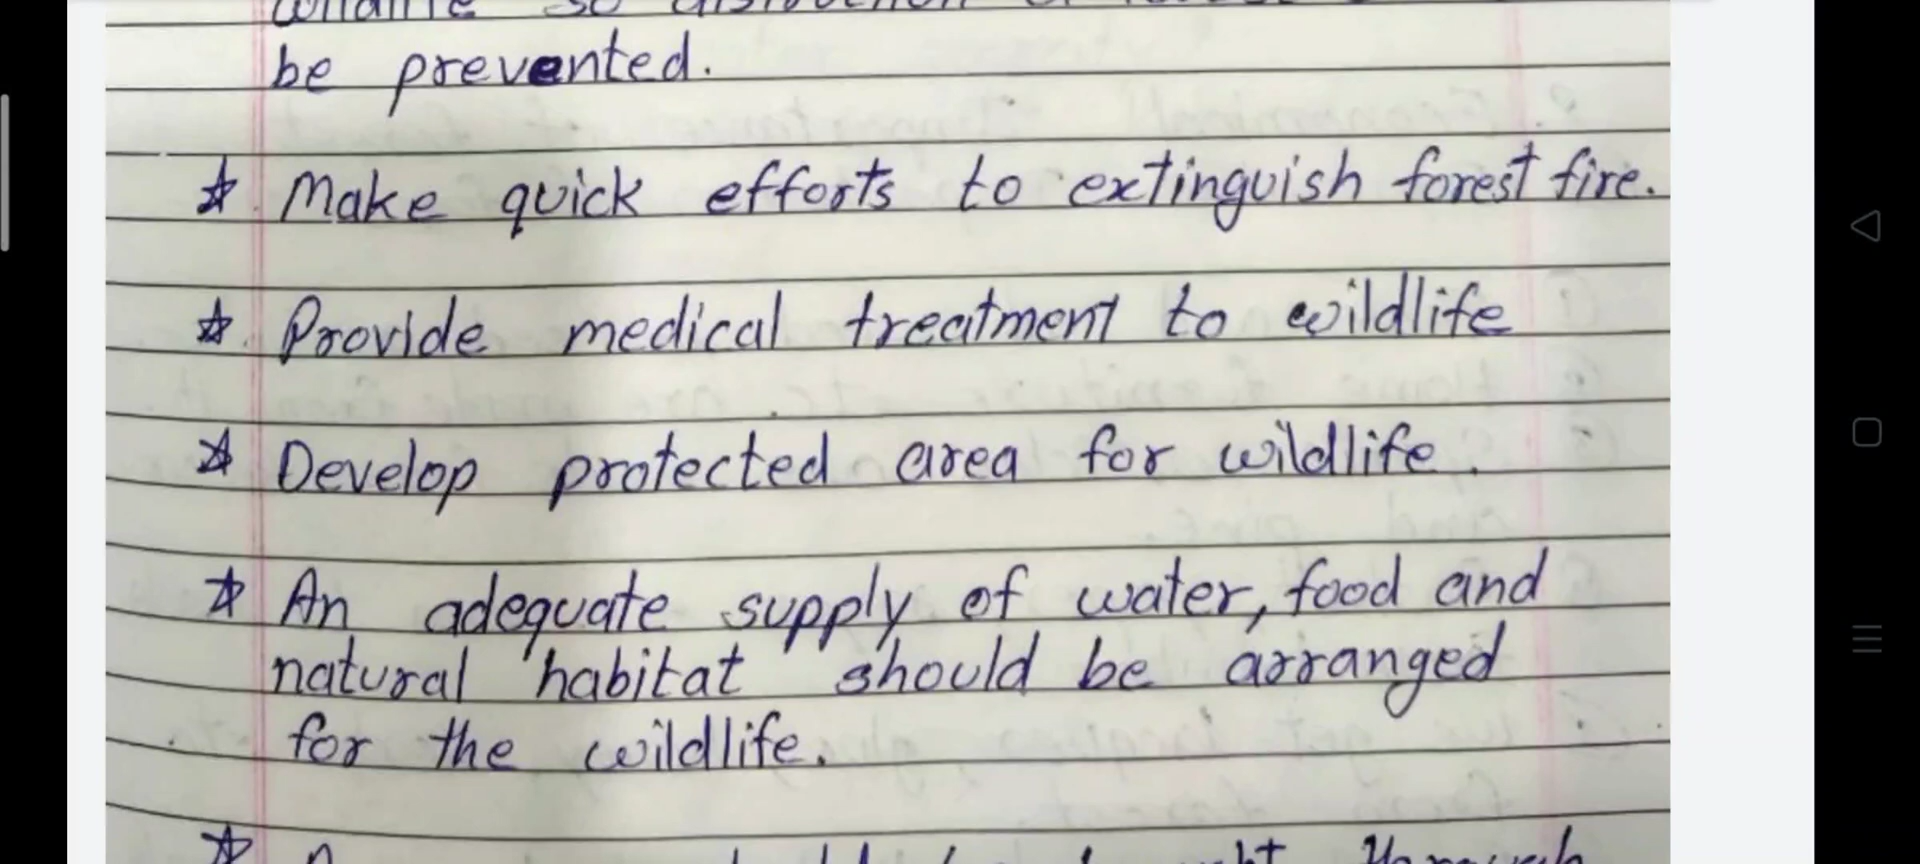 be prevented.
☆ Make quick efforts to extinguish forest fire.
☆ Provide medical treatment to wildlife
☆ Develop protected area for wildlife.
☆ An adequate supply of water, food and
natural habitat should be arranged
for the wildlife.